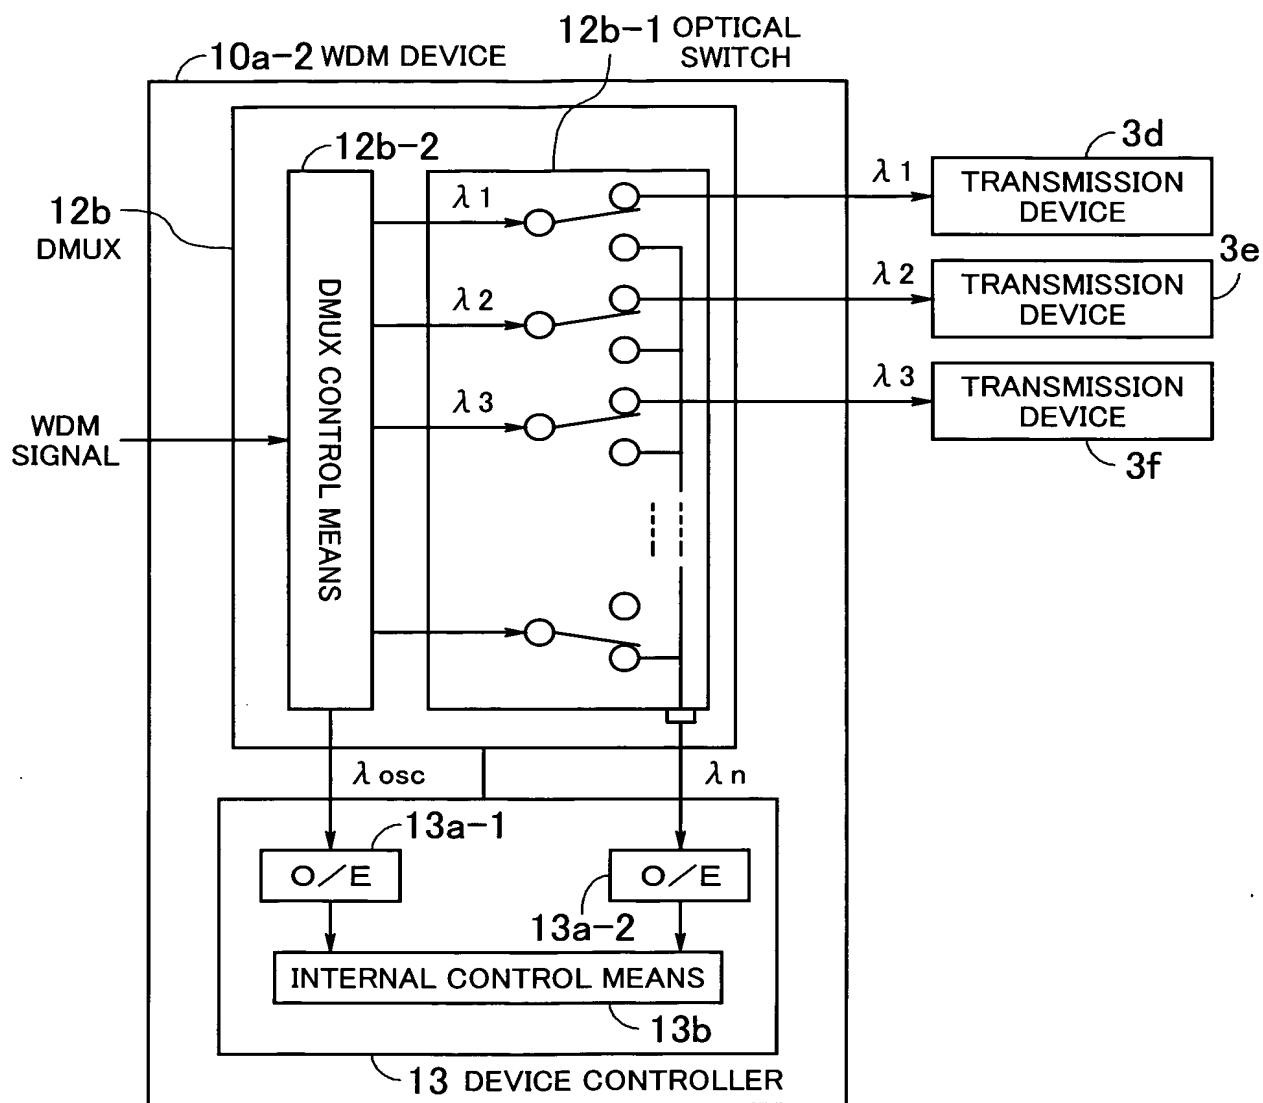 10a-2 WDM DEVICE
12b-1 OPTICAL
SWITCH
12b-2
12b
DMUX
DMUX CONTROL MEANS
WDM
SIGNAL
λ1
λ2
λ3
λ1
λ2
λ3
3d
TRANSMISSION
DEVICE
3e
TRANSMISSION
DEVICE
TRANSMISSION
DEVICE
3f
λosc
λn
13a-1
O/E
O/E
13a-2
INTERNAL CONTROL MEANS
13b
13 DEVICE CONTROLLER